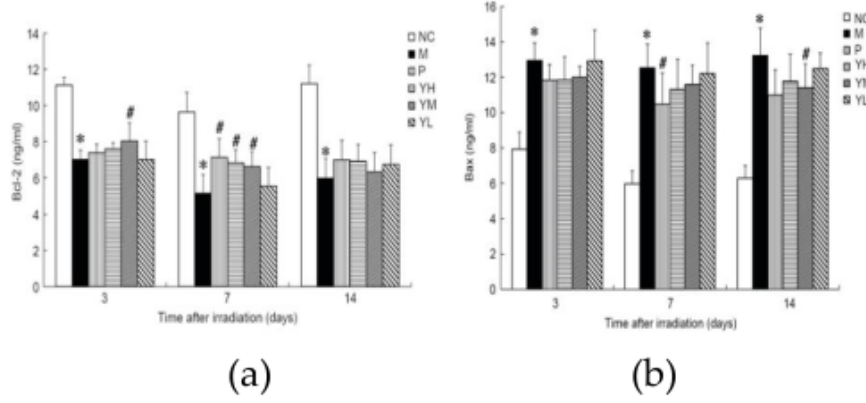 14
12
10
8
6
4
2
0
Bcl-2 (ng/ml)
* # * # # # *
3 7 14
Time after irradiation (days)
NC
M
P
YH
YM
YL
(a)
16
14
12
10
8
6
4
2
0
Bax (ng/ml)
* * # * #
3 7 14
Time after irradiation (days)
M
P
(b)